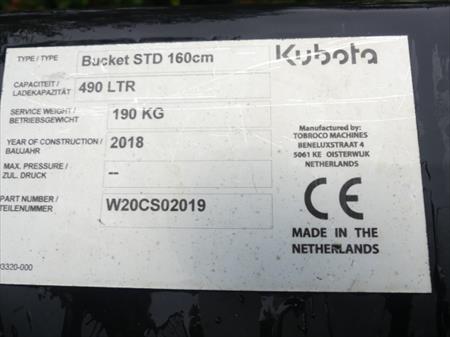 TYPE / TYPE/ Bucket STD 160cm
Kubota
CAPACITEIT / LADEKAPAZITÄT 490 LTR
SERVICE WEIGHT / BETRIEBSGEWICHT 190 KG
YEAR OF CONSTRUCTION / BAUJAHR 2018
MAX. PRESSURE / ZUL. DRUCK --
PART NUMBER / TEILENUMMER W20CS02019
Manufactured by:
TOBROCO MACHINES
BENELUXSTRAAT 4
5061 KE OISTERWIJK
NETHERLANDS
CE
MADE IN THE
NETHERLANDS
03320-000